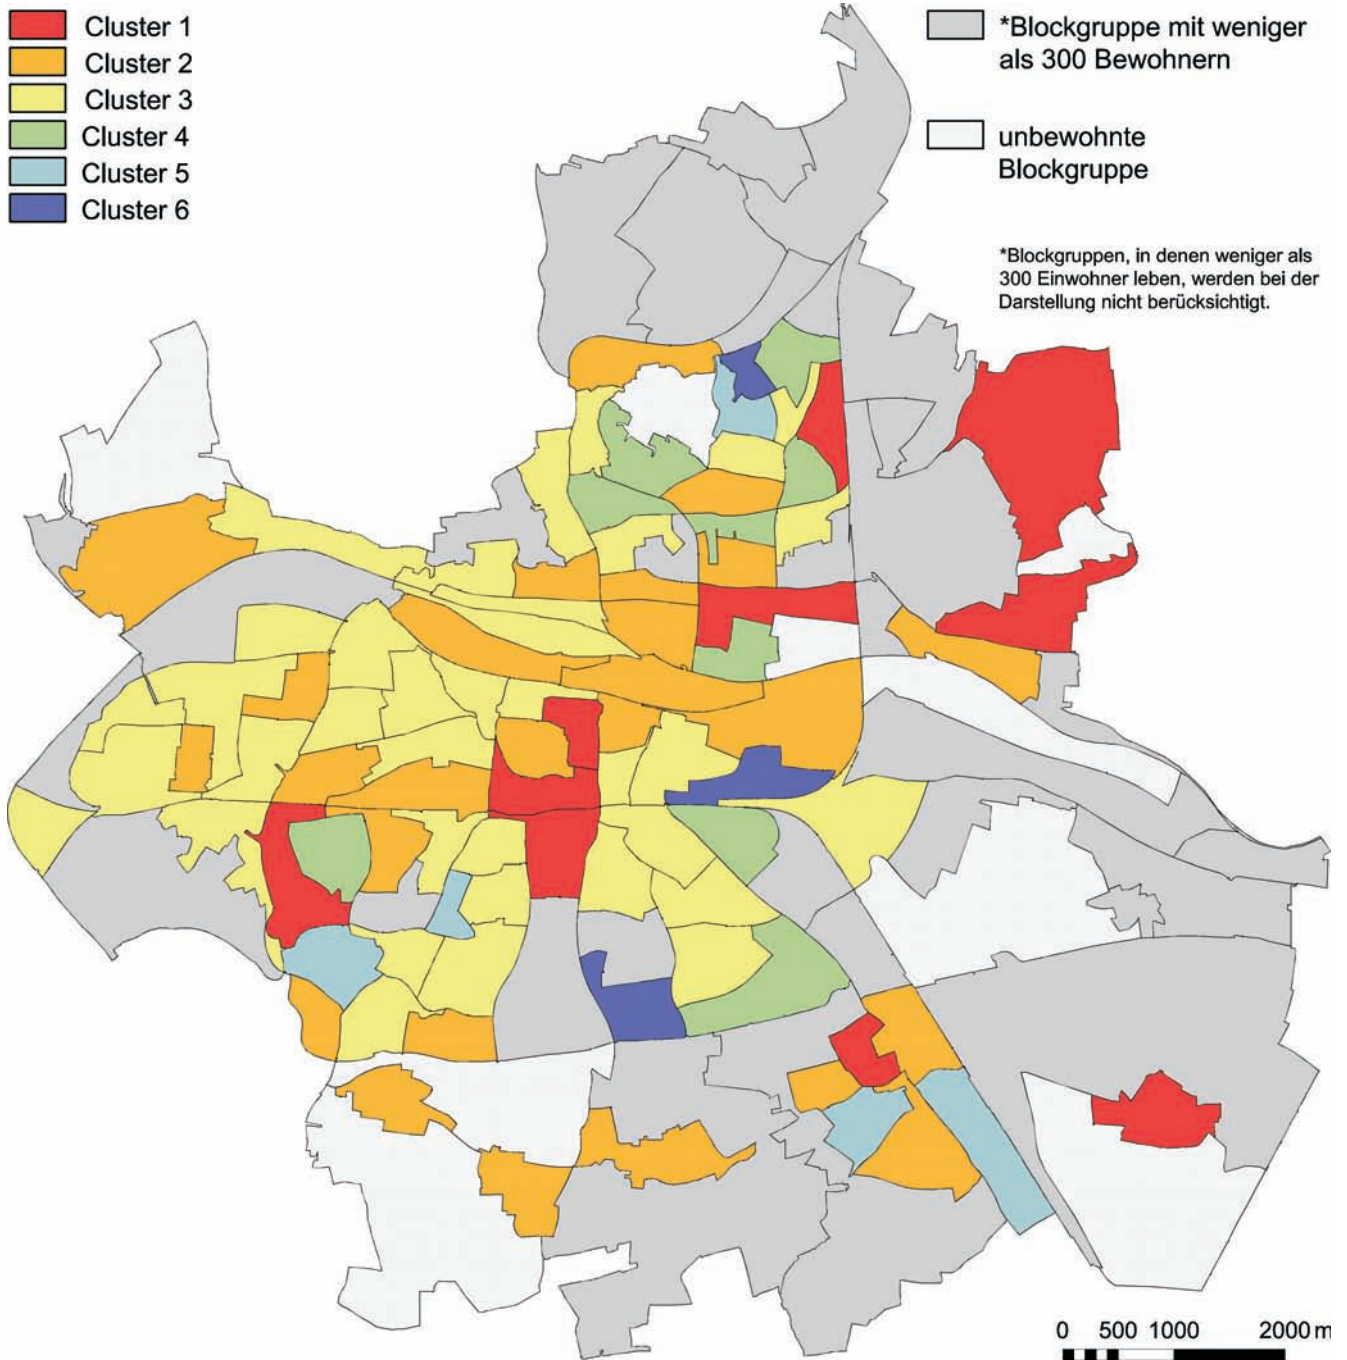 Cluster 1
Cluster 2
Cluster 3
Cluster 4
Cluster 5
Cluster 6
*Blockgruppe mit weniger
als 300 Bewohnern
unbewohnte
Blockgruppe
*Blockgruppen, in denen weniger als
300 Einwohner leben, werden bei der
Darstellung nicht berücksichtigt.
0 500 1000 2000 m